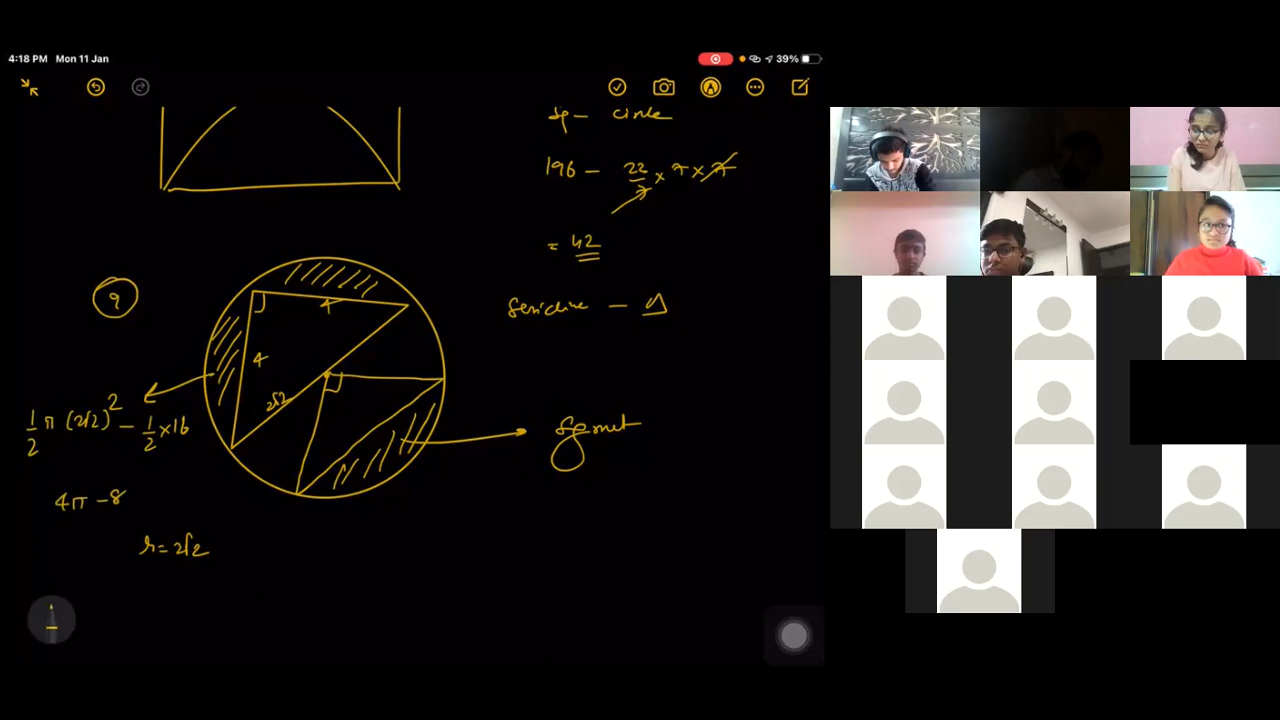 4:18 PM Mon 11 Jan
39%
Sq - Circle
196 - 22/7 × 7 × 7
= 42
9
Semicircle - △
4
4
2√2
1/2 π (2√2)² - 1/2 × 16
Segment
4π - 8
r = 2√2